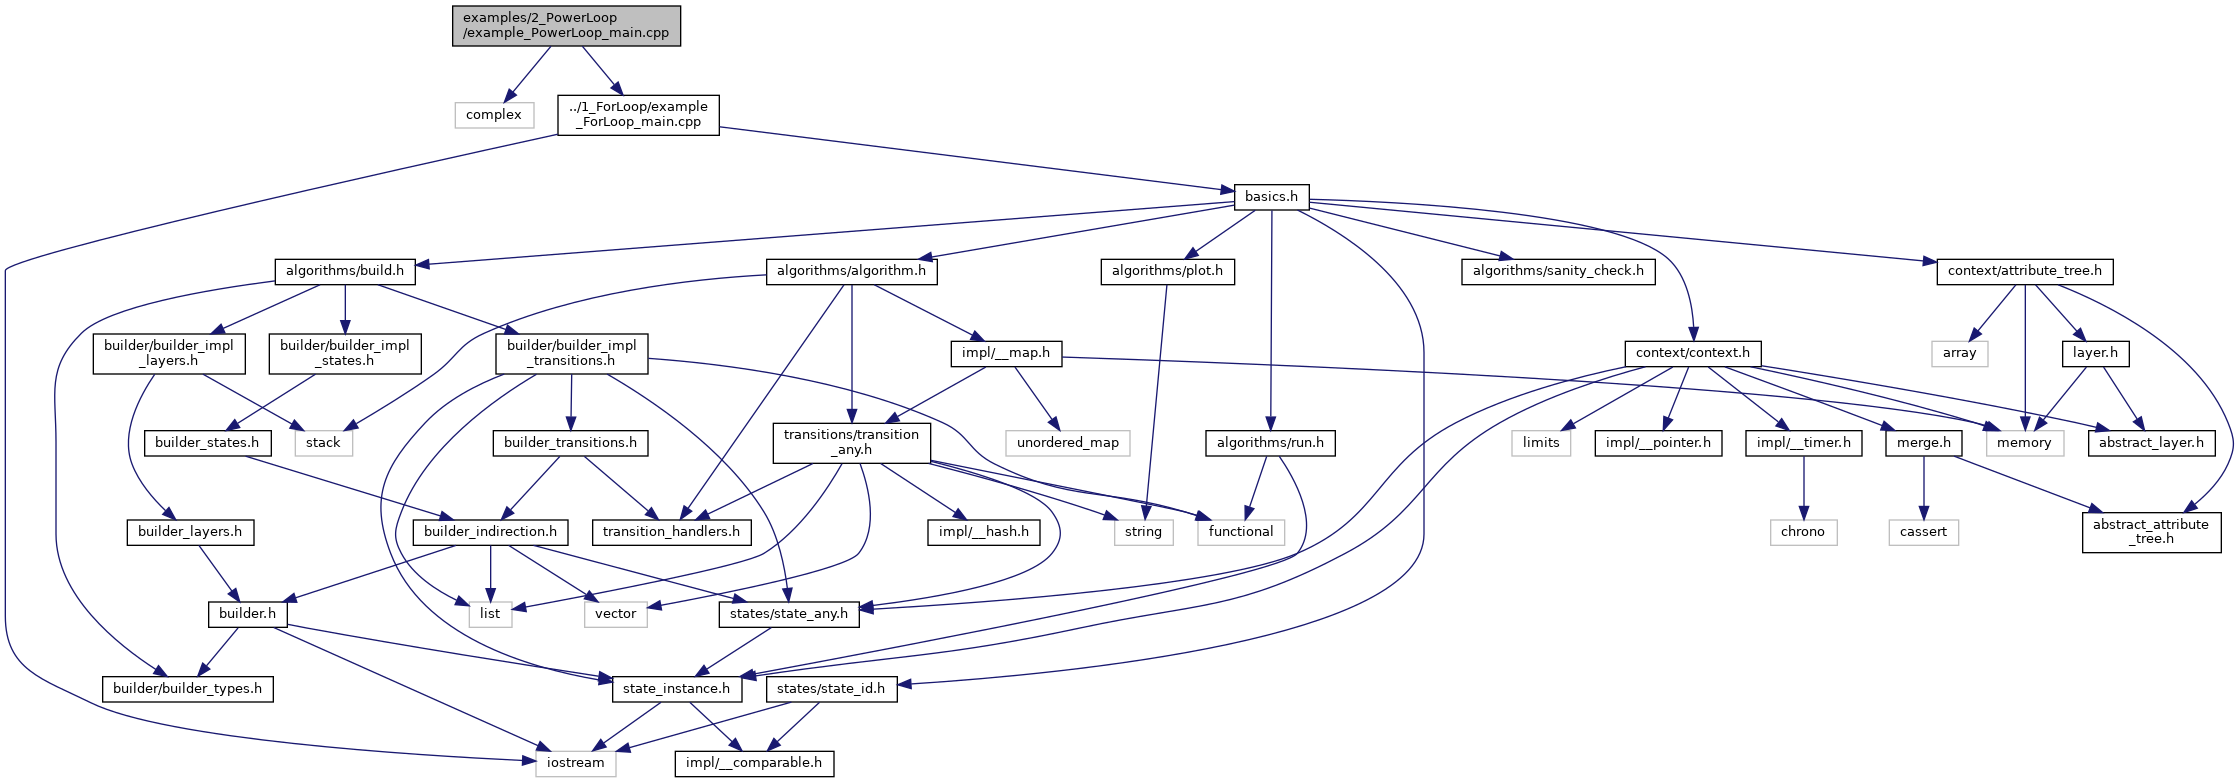 examples/2_PowerLoop
/example_PowerLoop_main.cpp
complex
../1_ForLoop/example
_ForLoop_main.cpp
basics.h
algorithms/build.h
algorithms/algorithm.h
algorithms/plot.h
algorithms/sanity_check.h
context/attribute_tree.h
builder/builder_impl
_layers.h
builder/builder_impl
_states.h
builder/builder_impl
_transitions.h
impl/__map.h
context/context.h
array
layer.h
builder_states.h
stack
builder_transitions.h
transitions/transition
_any.h
unordered_map
algorithms/run.h
limits
impl/__pointer.h
impl/__timer.h
merge.h
memory
abstract_layer.h
builder_layers.h
builder_indirection.h
transition_handlers.h
impl/__hash.h
string
functional
chrono
cassert
abstract_attribute
_tree.h
builder.h
list
vector
states/state_any.h
builder/builder_types.h
state_instance.h
states/state_id.h
iostream
impl/__comparable.h